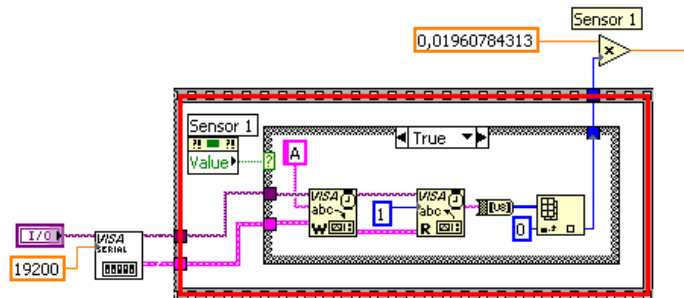 Sensor 1
0,01960784313
x
Sensor 1
?! ?!
Value
?
True
A
VISA
abc
W
1
VISA
abc
R
[U8]
0
I/O
VISA
SERIAL
19200